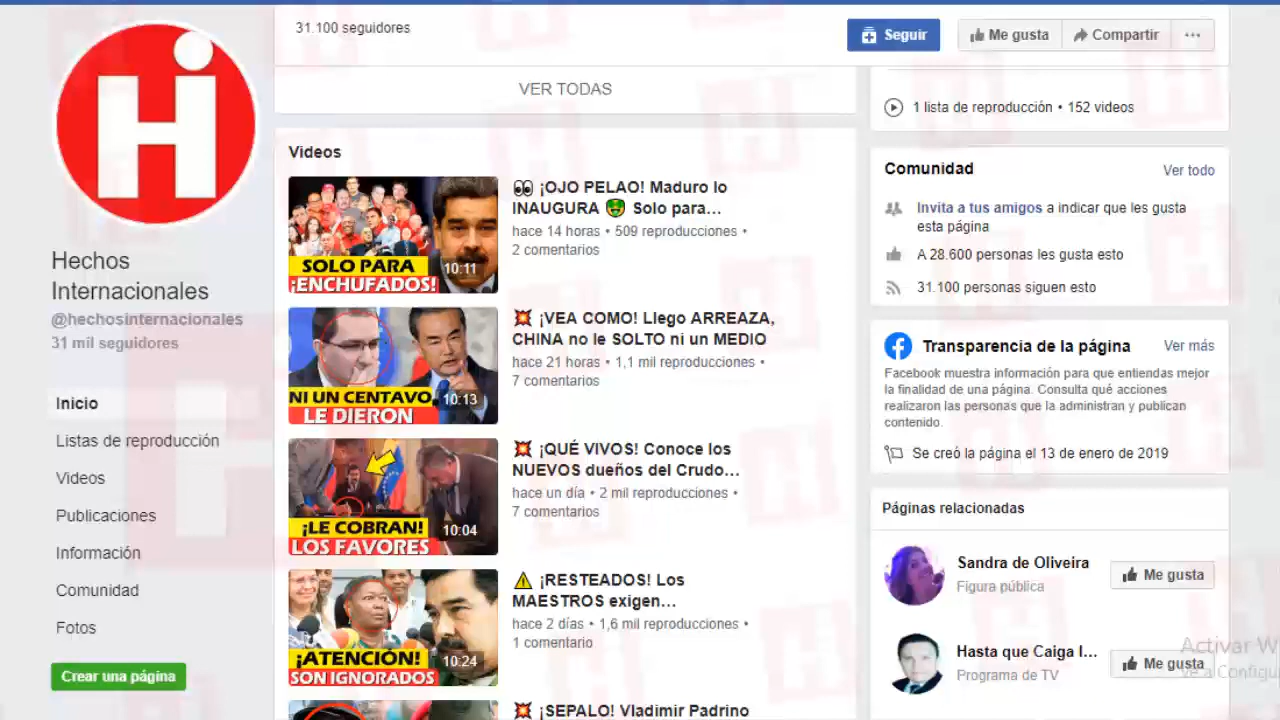 31.100 seguidores
Seguir
Me gusta
Compartir
VER TODAS
1 lista de reproducción • 152 videos
Hechos
Internacionales
@hechosinternacionales
31 mil seguidores
Inicio
Listas de reproducción
Videos
Publicaciones
Información
Comunidad
Fotos
Crear una página
Videos
SOLO PARA
¡ENCHUFADOS!
10:11
👀 ¡OJO PELAO! Maduro lo
INAUGURA 🤑 Solo para...
hace 14 horas • 509 reproducciones •
2 comentarios
NI UN CENTAVO
LE DIERON
10:13
💥 ¡VEA COMO! Llego ARREAZA,
CHINA no le SOLTO ni un MEDIO
hace 21 horas • 1,1 mil reproducciones •
7 comentarios
¡LE COBRAN!
LOS FAVORES
10:04
💥 ¡QUÉ VIVOS! Conoce los
NUEVOS dueños del Crudo...
hace un día • 2 mil reproducciones •
7 comentarios
¡ATENCIÓN!
SON IGNORADOS
10:24
⚠ ¡RESTEADOS! Los
MAESTROS exigen...
hace 2 días • 1,6 mil reproducciones •
1 comentario
💥 ¡SEPALO! Vladimir Padrino
Comunidad
Ver todo
Invita a tus amigos a indicar que les gusta
esta página
A 28.600 personas les gusta esto
31.100 personas siguen esto
Transparencia de la página
Ver más
Facebook muestra información para que entiendas mejor
la finalidad de una página. Consulta qué acciones
realizaron las personas que la administran y publican
contenido.
Se creó la página el 13 de enero de 2019
Páginas relacionadas
Sandra de Oliveira
Figura pública
Me gusta
Hasta que Caiga l...
Programa de TV
Me gusta
Activar W
Ve a Configu